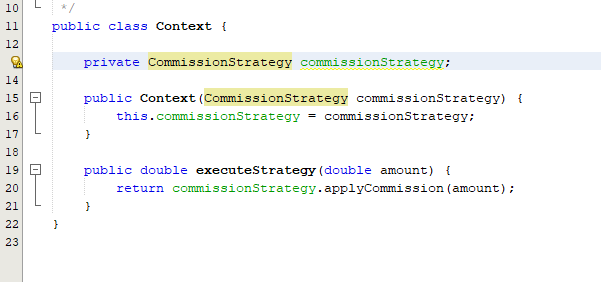 10 */
11 public class Context {
12
13 private CommissionStrategy commissionStrategy;
14
15 public Context(CommissionStrategy commissionStrategy) {
16 this.commissionStrategy = commissionStrategy;
17 }
18
19 public double executeStrategy(double amount) {
20 return commissionStrategy.applyCommission(amount);
21 }
22 }
23